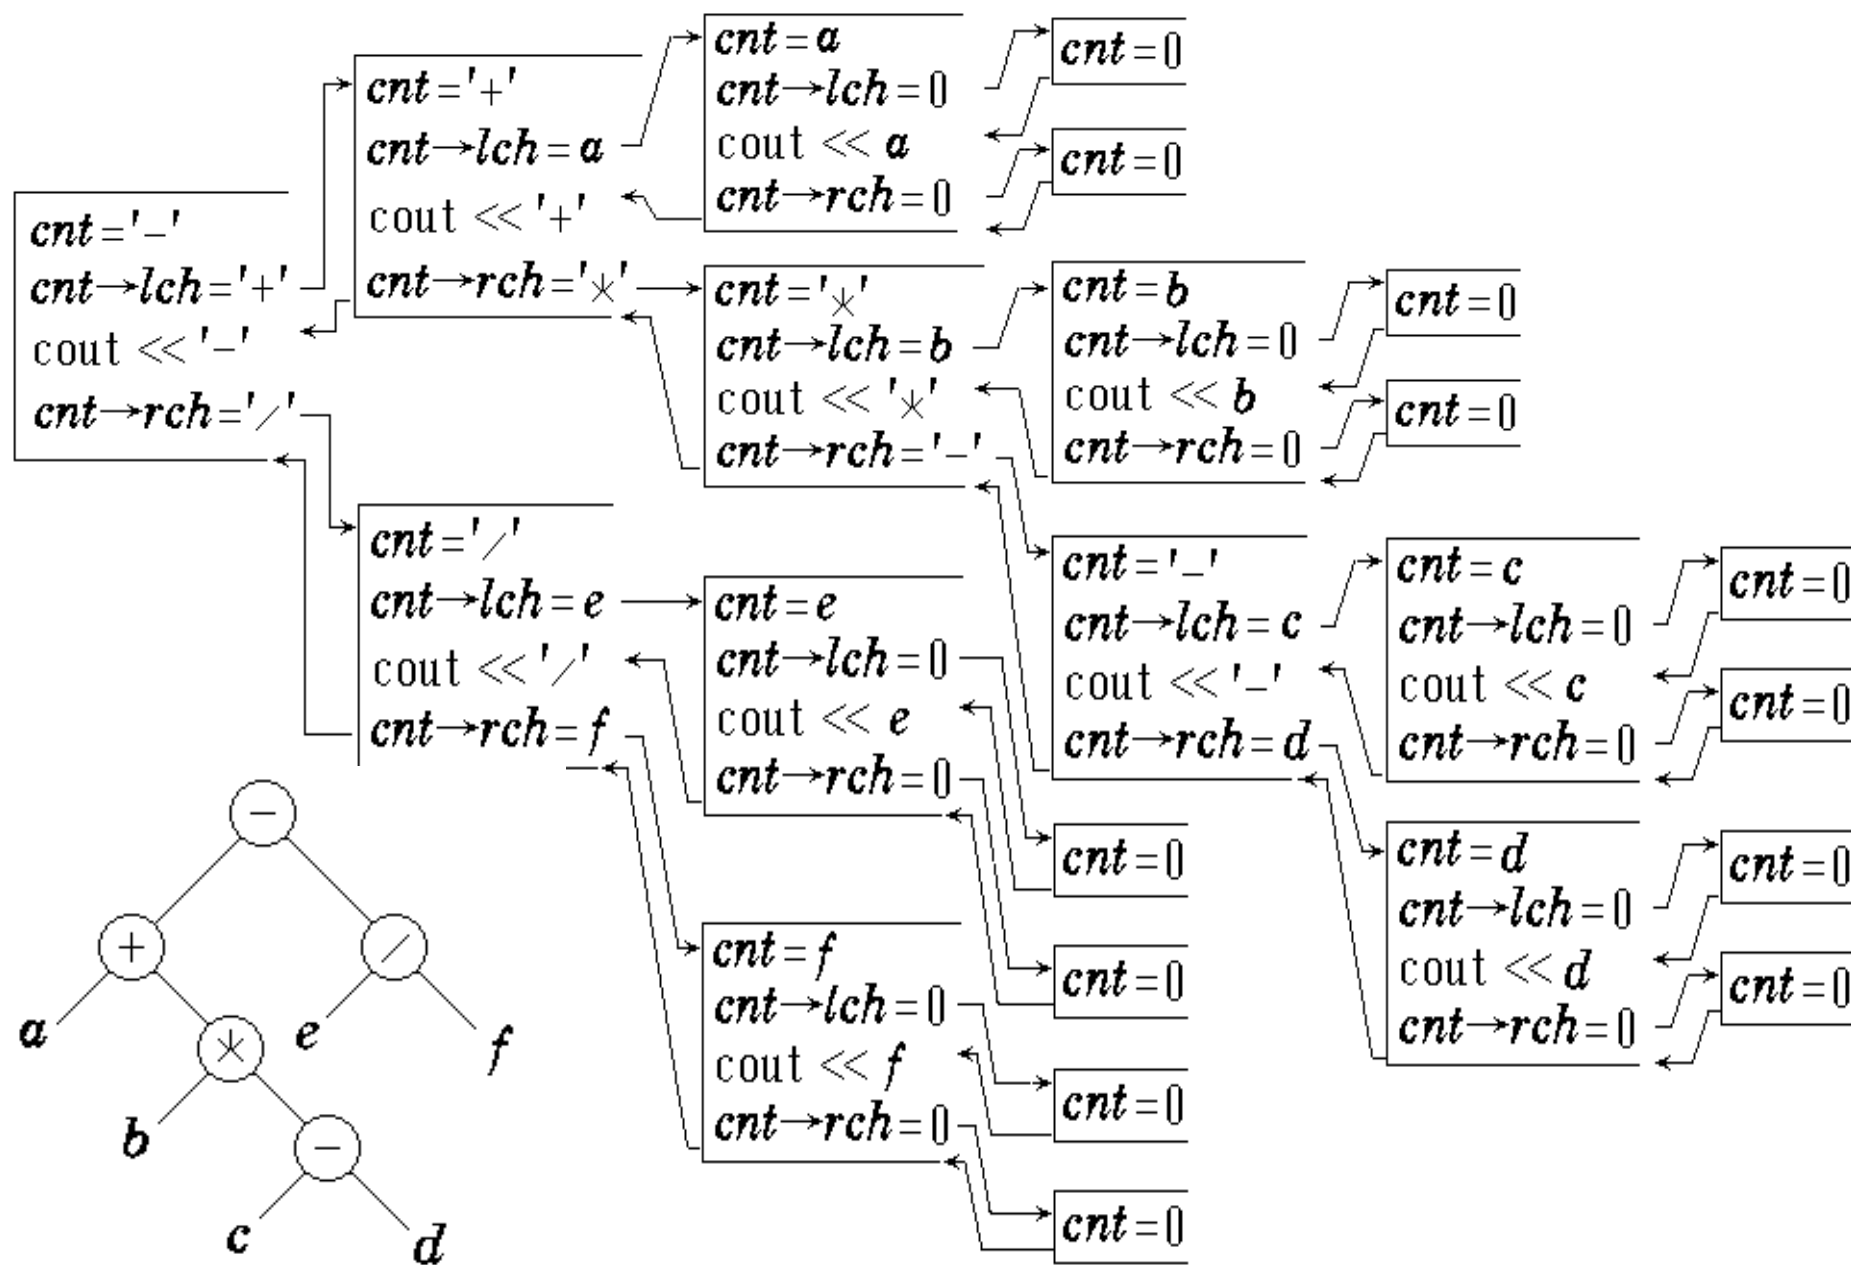 cnt='-'
cnt→lch='+'
cout << '-'
cnt→rch='/'
cnt='+'
cnt→lch=a
cout << '+'
cnt→rch='*'
cnt=a
cnt→lch=0
cout << a
cnt→rch=0
cnt=0
cnt=0
cnt='*'
cnt→lch=b
cout << '*'
cnt→rch='-'
cnt=b
cnt→lch=0
cout << b
cnt→rch=0
cnt=0
cnt=0
cnt='-'
cnt→lch=c
cout << '-'
cnt→rch=d
cnt=c
cnt→lch=0
cout << c
cnt→rch=0
cnt=0
cnt=0
cnt=d
cnt→lch=0
cout << d
cnt→rch=0
cnt=0
cnt=0
cnt='/'
cnt→lch=e
cout << '/'
cnt→rch=f
cnt=e
cnt→lch=0
cout << e
cnt→rch=0
cnt=0
cnt=0
cnt=f
cnt→lch=0
cout << f
cnt→rch=0
cnt=0
cnt=0
-
+ /
a * e f
b -
c d